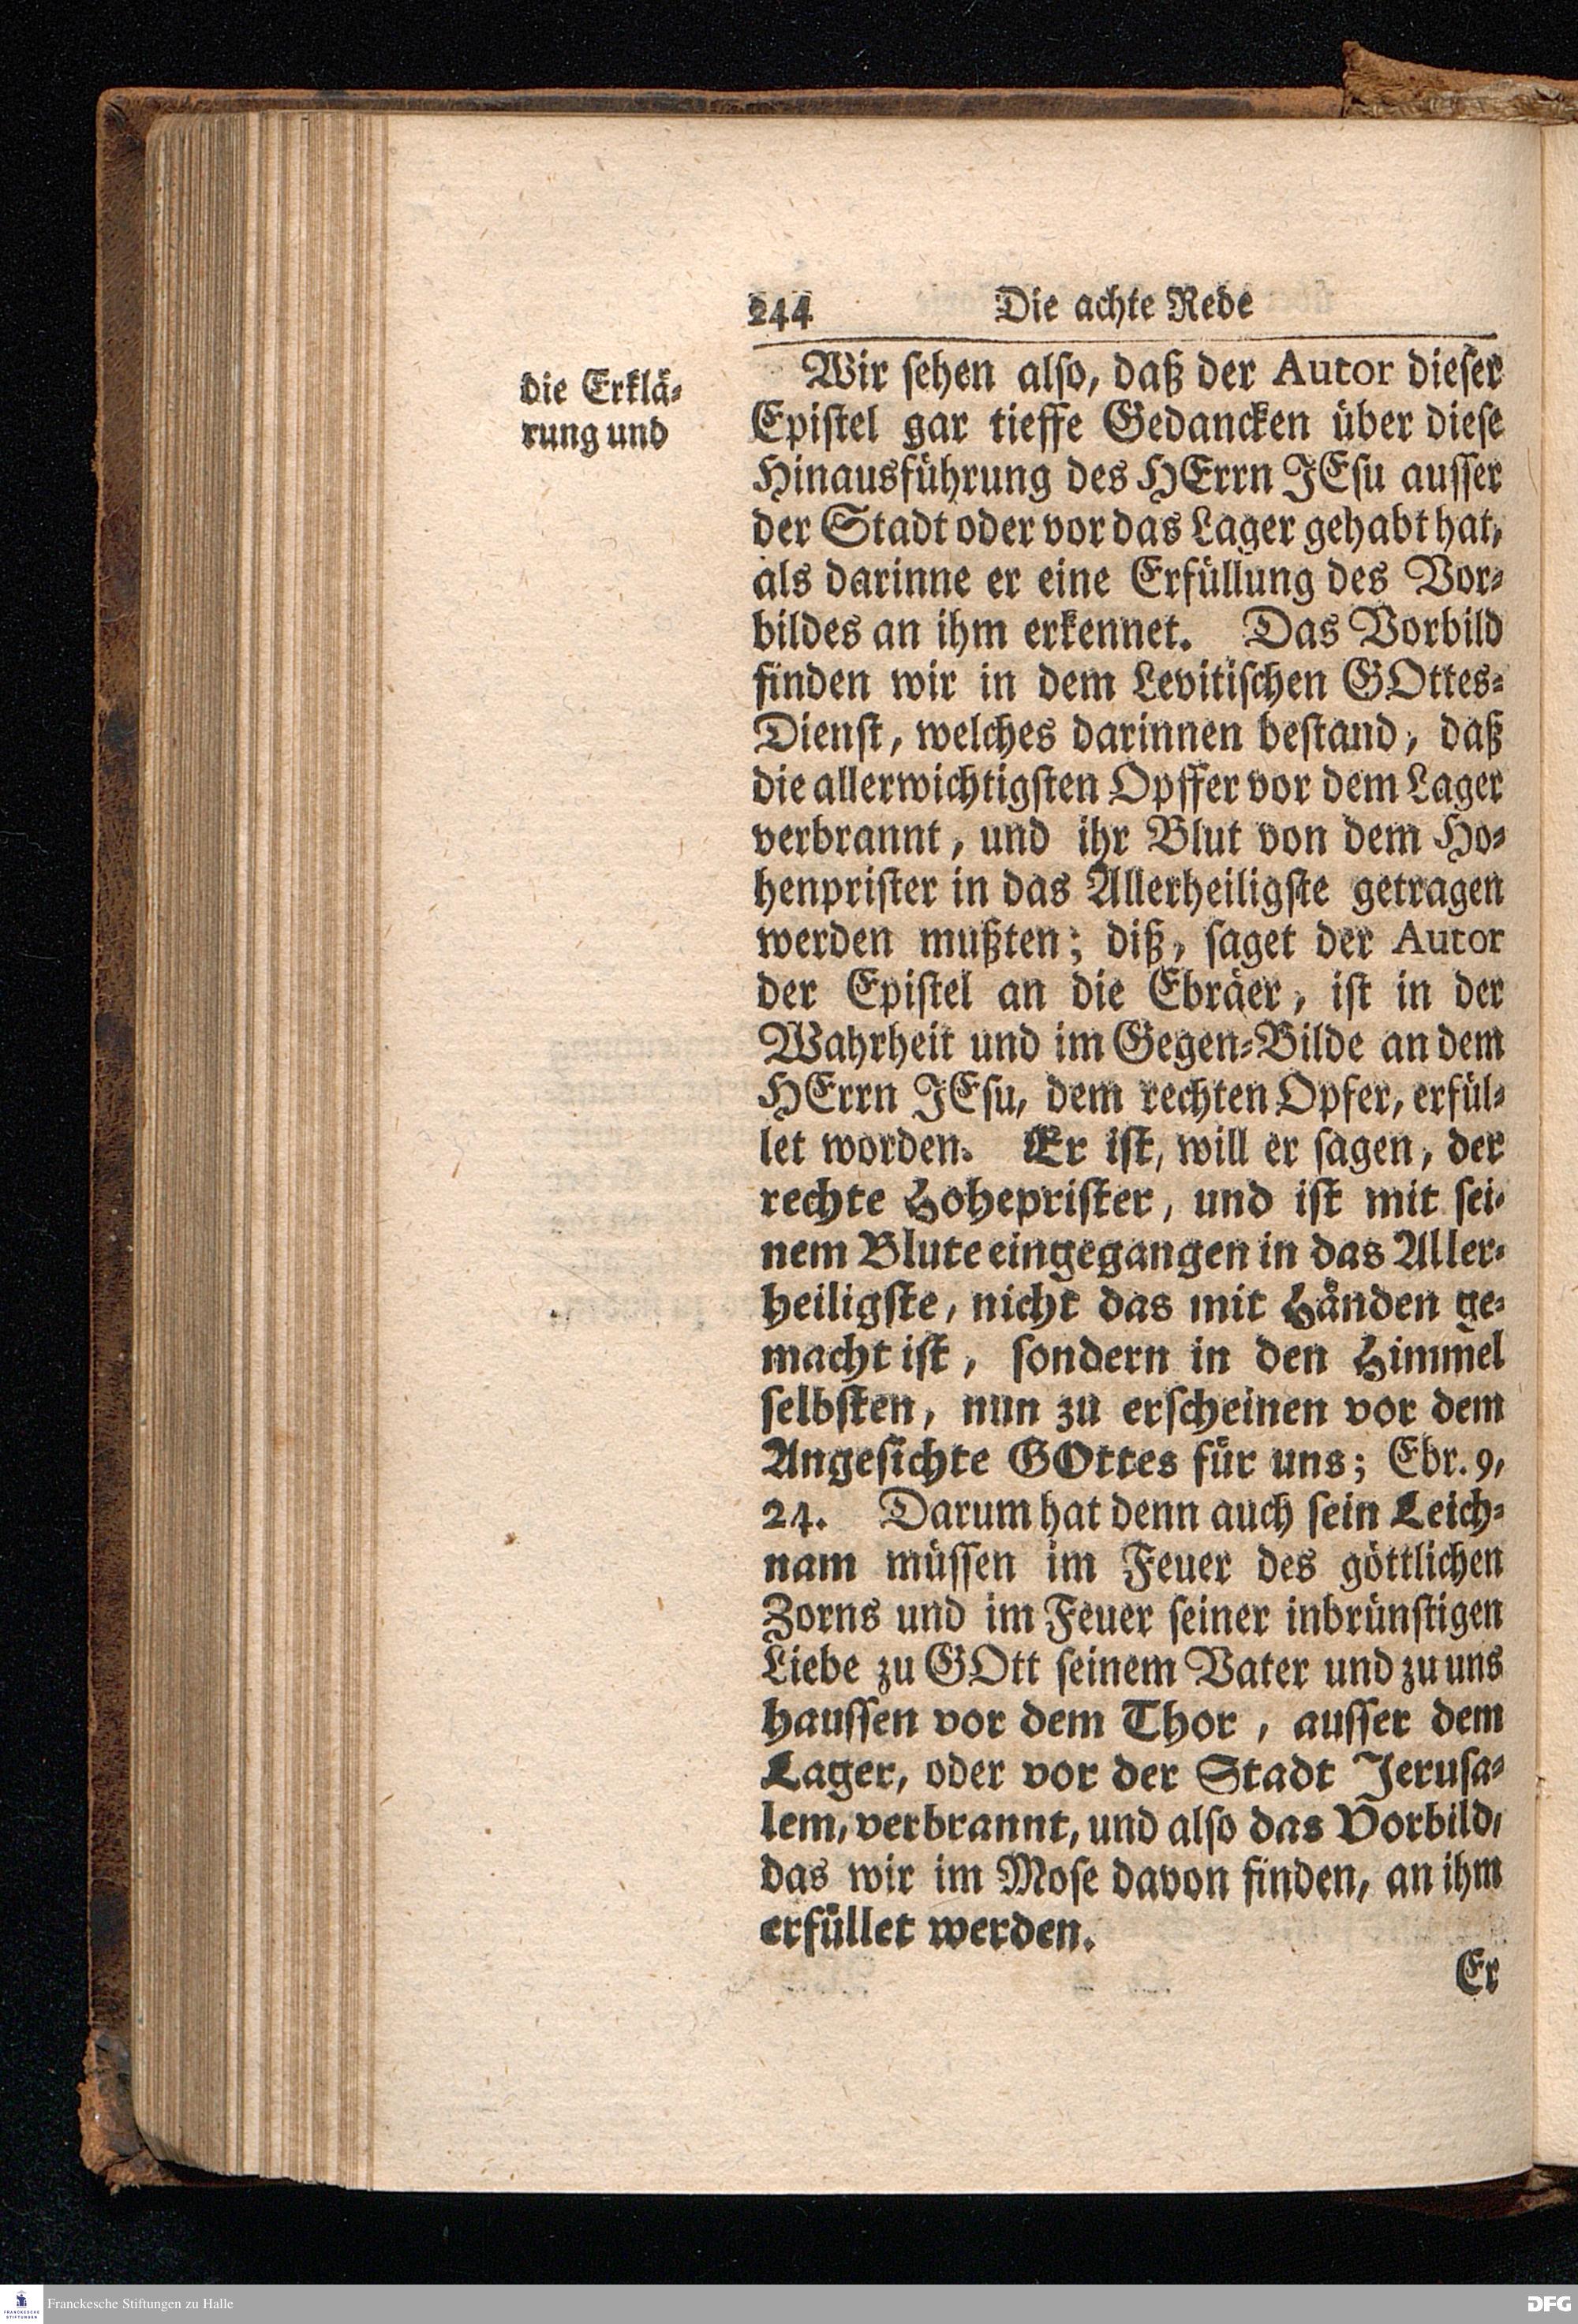 244 Die achte Rede
die Erklä-
rung und
Wir sehen also, daß der Autor dieser
Epistel gar tieffe Gedancken über diese
Hinausführung des HErrn JEsu ausser
der Stadt oder vor das Lager gehabt hat,
als darinne er eine Erfüllung des Vor-
bildes an ihm erkennet. Das Vorbild
finden wir in dem Levitischen GOttes-
Dienst, welches darinnen bestand, daß
die allerwichtigsten Opffer vor dem Lager
verbrannt, und ihr Blut von dem Ho-
henprister in das Allerheiligste getragen
werden mußten; diß, saget der Autor
der Epistel an die Ebräer, ist in der
Wahrheit und im Gegen-Bilde an dem
HErrn JEsu, dem rechten Opfer, erfül-
let worden. Er ist, will er sagen, der
rechte Hoheprister, und ist mit sei-
nem Blute eingegangen in das Aller-
heiligste, nicht das mit Händen ge-
macht ist, sondern in den Himmel
selbsten, nun zu erscheinen vor dem
Angesichte GOttes für uns; Ebr. 9,
24. Darum hat denn auch sein Leich-
nam müssen im Feuer des göttlichen
Zorns und im Feuer seiner inbrünstigen
Liebe zu GOtt seinem Vater und zu uns
haussen vor dem Thor, ausser dem
Lager, oder vor der Stadt Jerusa-
lem, verbrannt, und also das Vorbild,
das wir im Mose davon finden, an ihm
erfüllet werden.
Er
Franckesche Stiftungen zu Halle
FRANCKESCHE
STIFTUNGEN
DFG